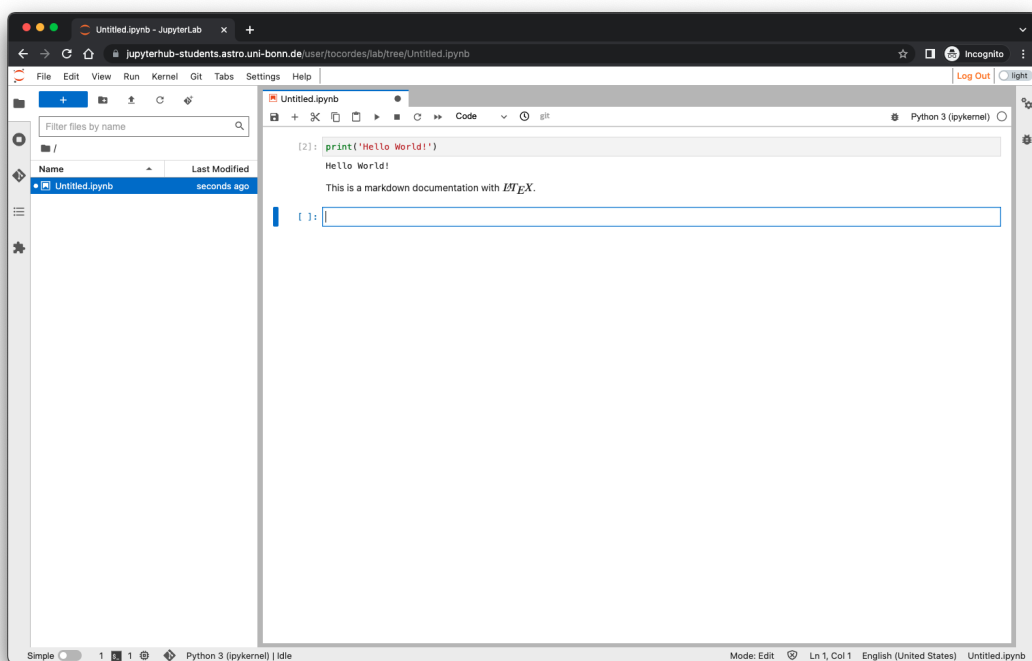 Untitled.ipynb - JupyterLab
jupyterhub-students.astro.uni-bonn.de/user/tocordes/lab/tree/Untitled.ipynb
Incognito
File Edit View Run Kernel Git Tabs Settings Help
Log Out light
Filter files by name
/
Name Last Modified
Untitled.ipynb seconds ago
Untitled.ipynb
Code git Python 3 (ipykernel)
[2]: print('Hello World!')
Hello World!
This is a markdown documentation with LATEX.
[ ]:
Simple 1 $_ 1 Python 3 (ipykernel) | Idle Mode: Edit Ln 1, Col 1 English (United States) Untitled.ipynb